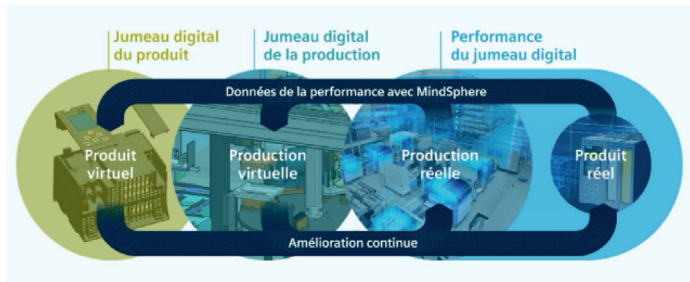 Jumeau digital
du produit
Jumeau digital
de la production
Performance
du jumeau digital
Données de la performance avec MindSphere
Produit
virtuel
Production
virtuelle
Production
réelle
Produit
réel
Amélioration continue